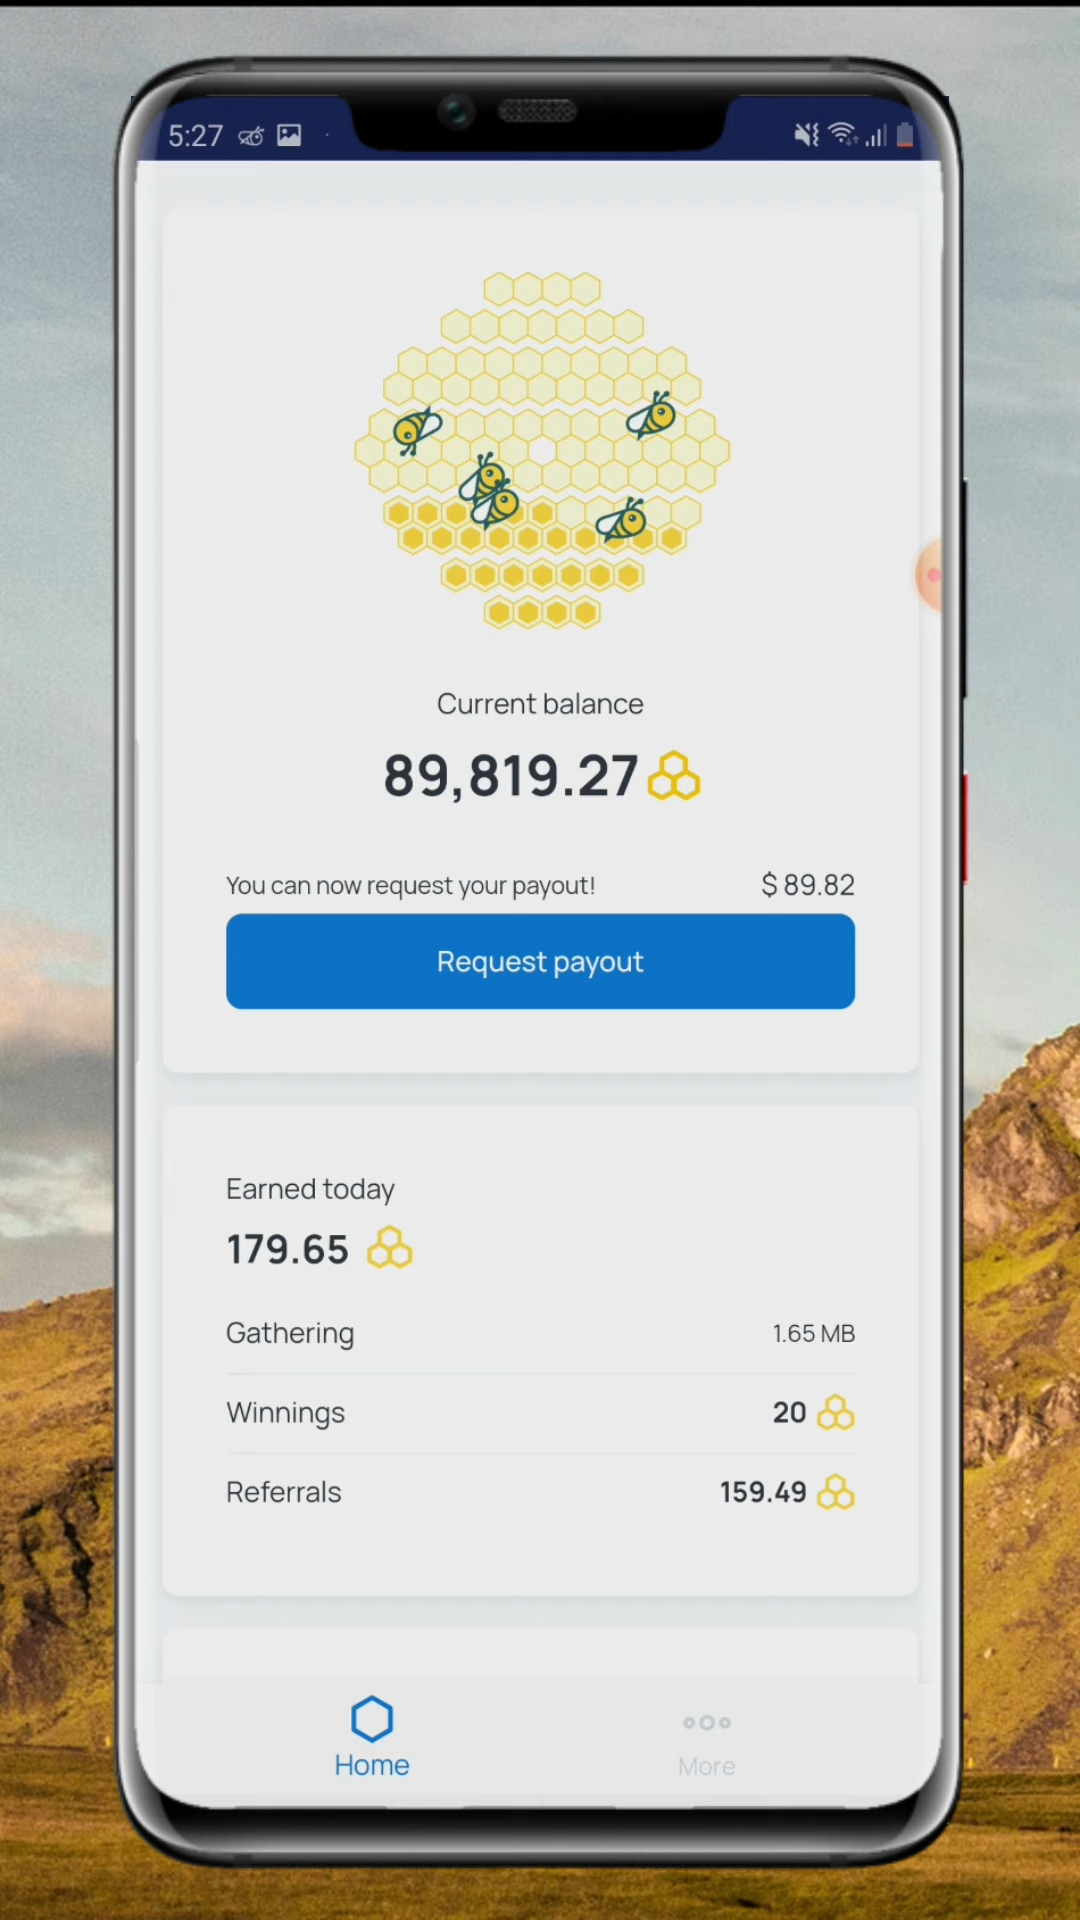 5:27
Current balance
89,819.27
You can now request your payout! $ 89.82
Request payout
Earned today
179.65
Gathering 1.65 MB
Winnings 20
Referrals 159.49
Home More